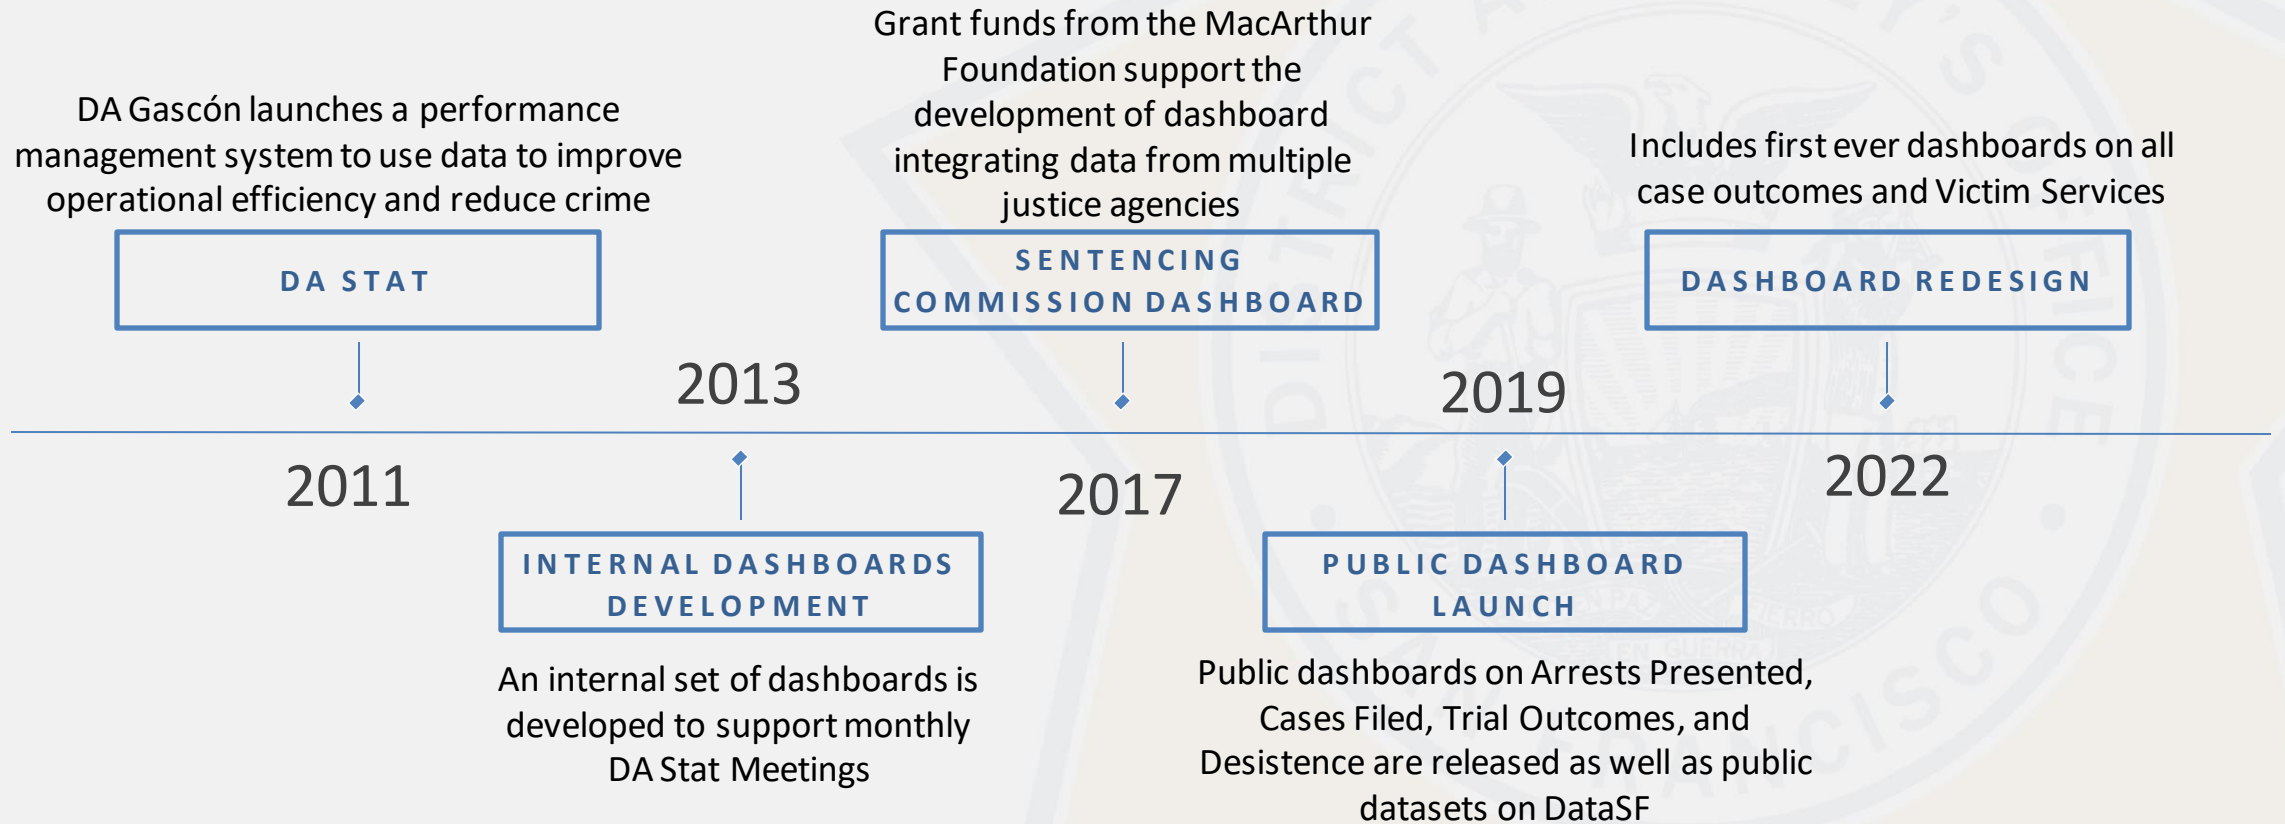 DA Gascón launches a performance
management system to use data to improve
operational efficiency and reduce crime
DA STAT
2011
2013
INTERNAL DASHBOARDS
DEVELOPMENT
An internal set of dashboards is
developed to support monthly
DA Stat Meetings
Grant funds from the MacArthur
Foundation support the
development of dashboard
integrating data from multiple
justice agencies
SENTENCING
COMMISSION DASHBOARD
2017
2019
PUBLIC DASHBOARD
LAUNCH
Public dashboards on Arrests Presented,
Cases Filed, Trial Outcomes, and
Desistence are released as well as public
datasets on DataSF
Includes first ever dashboards on all
case outcomes and Victim Services
DASHBOARD REDESIGN
2022
DISTRICT
OFFICE
FRANCISCO
EN GUERRA